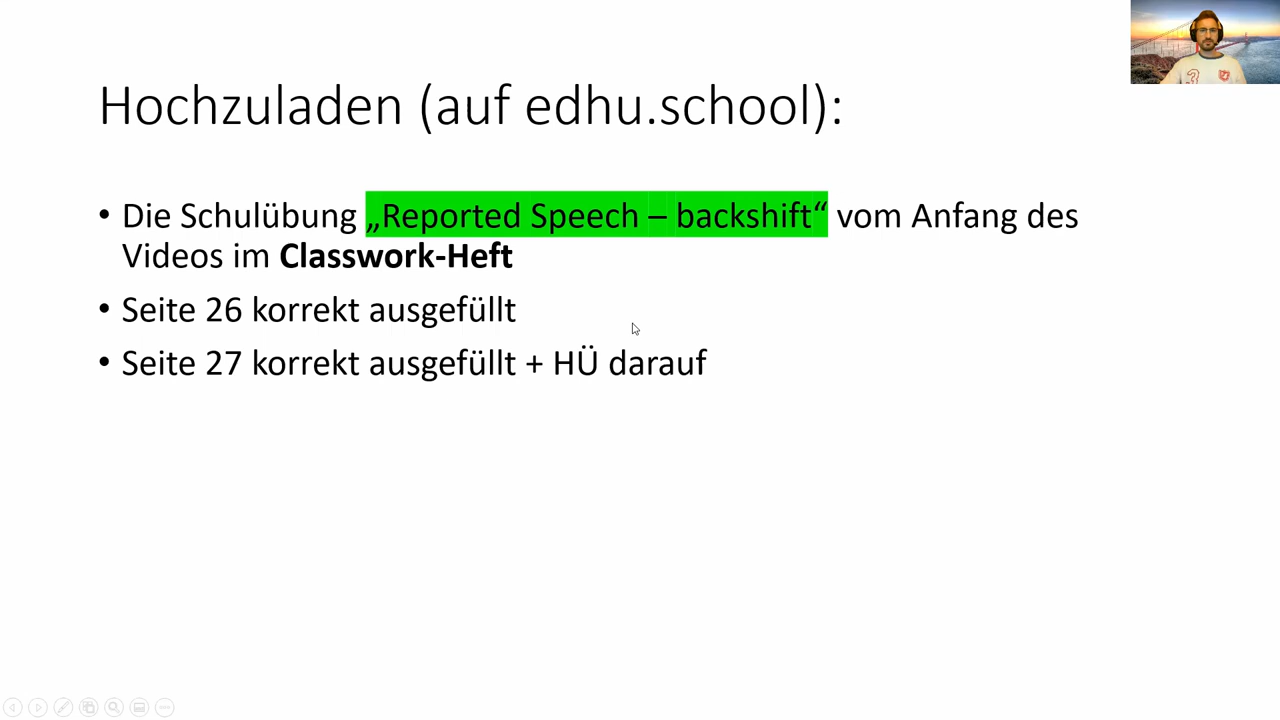 Hochzuladen (auf edhu.school):
• Die Schulübung „Reported Speech – backshift“ vom Anfang des
Videos im Classwork-Heft
• Seite 26 korrekt ausgefüllt
• Seite 27 korrekt ausgefüllt + HÜ darauf